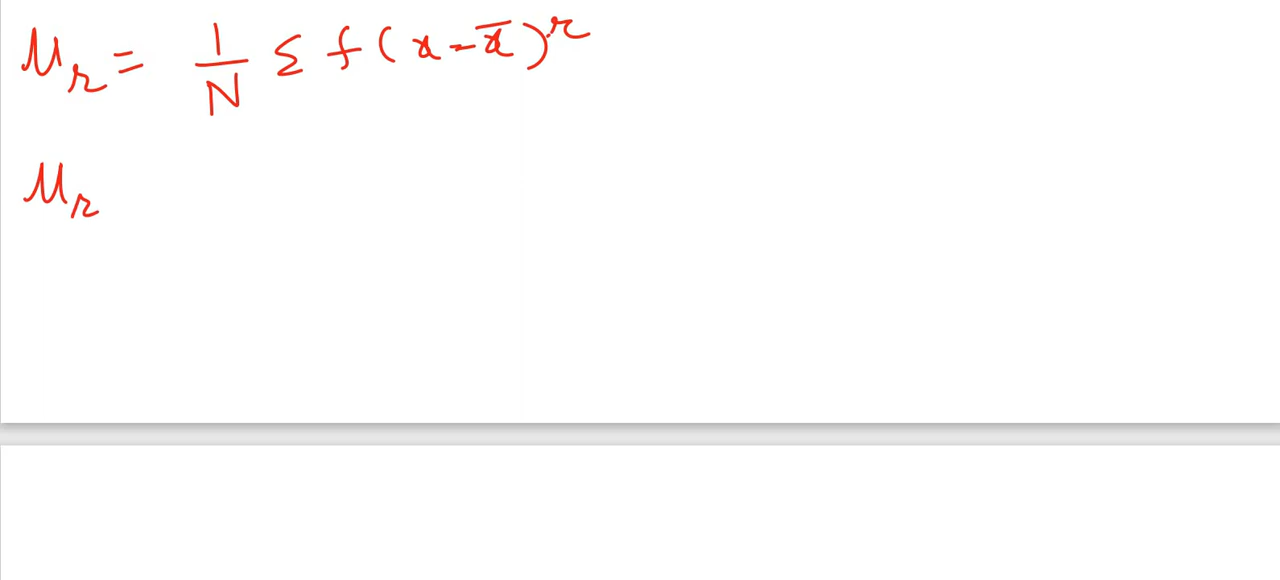 μᵣ = 1/N Σ f(x - x̄)ʳ
μᵣ